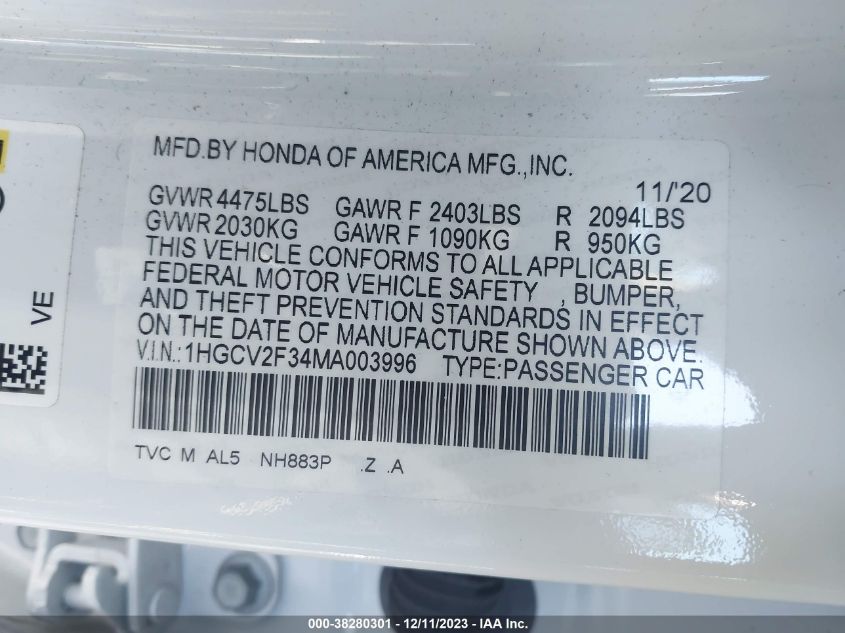 MFD.BY HONDA OF AMERICA MFG.,INC.
11/'20
GVWR 4475LBS GAWR F 2403LBS R 2094LBS
GVWR 2030KG GAWR F 1090KG R 950KG
THIS VEHICLE CONFORMS TO ALL APPLICABLE
FEDERAL MOTOR VEHICLE SAFETY , BUMPER,
AND THEFT PREVENTION STANDARDS IN EFFECT
ON THE DATE OF MANUFACTURE SHOWN ABOVE.
V.I.N.:1HGCV2F34MA003996 TYPE:PASSENGER CAR
TVC M AL5 NH883P .Z .A
VE
000-38280301 - 12/11/2023 - IAA Inc.